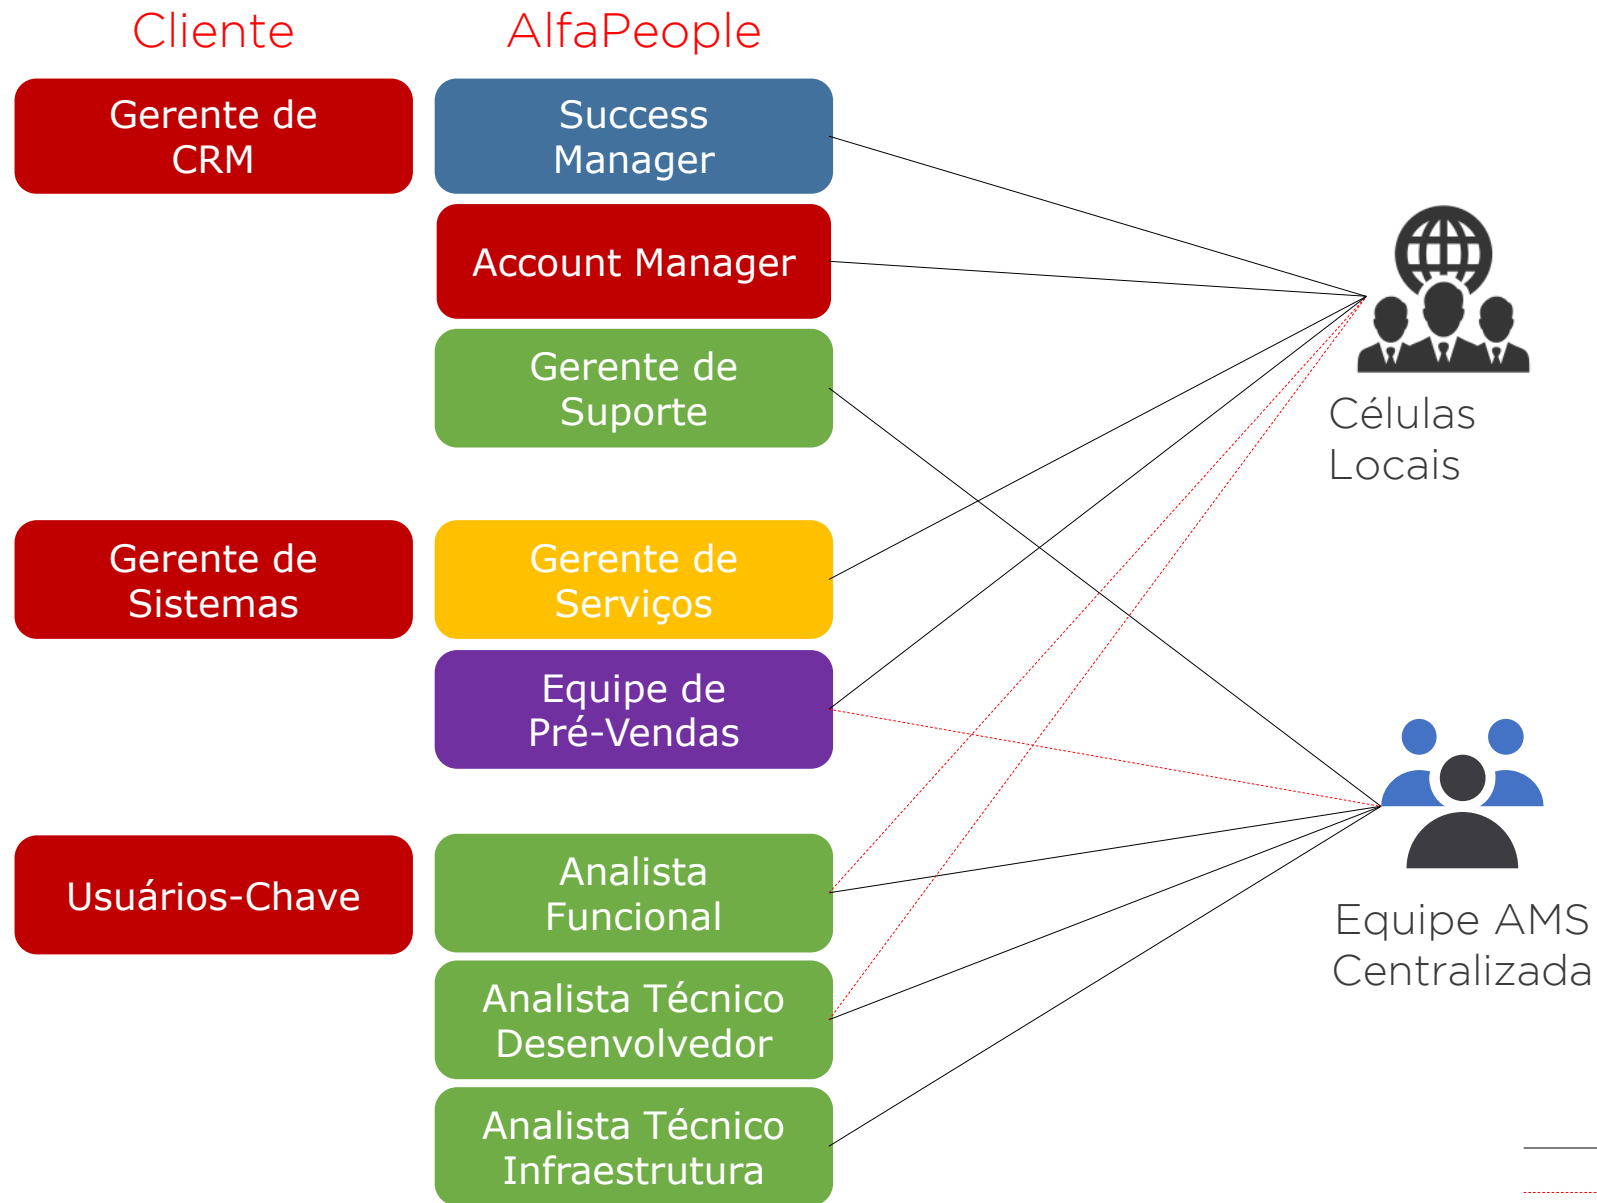 Cliente
AlfaPeople
Gerente de
CRM
Success
Manager
Account Manager
Gerente de
Suporte
Células
Locais
Gerente de
Sistemas
Gerente de
Serviços
Equipe de
Pré-Vendas
Usuários-Chave
Analista
Funcional
Equipe AMS
Centralizada
Analista Técnico
Desenvolvedor
Analista Técnico
Infraestrutura